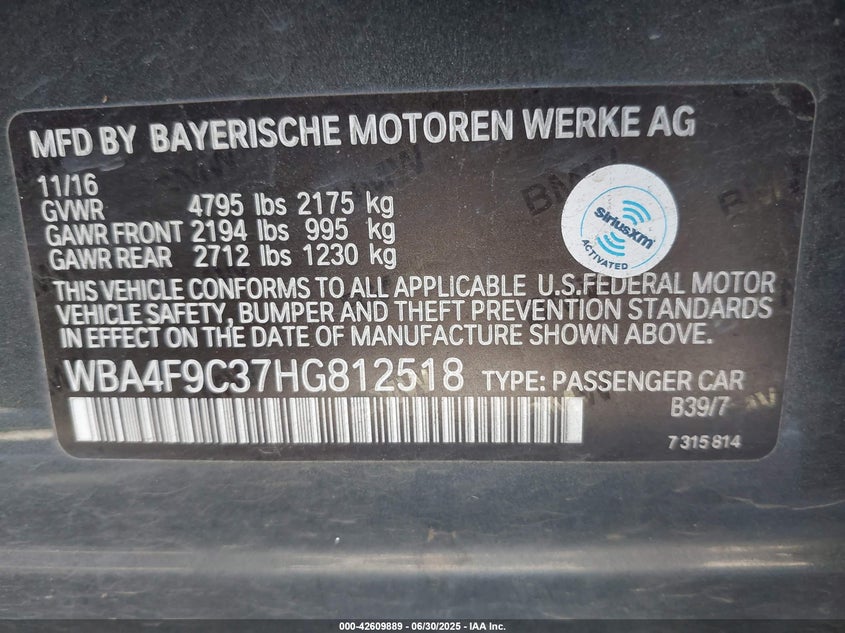 MFD BY BAYERISCHE MOTOREN WERKE AG
11/16
GVWR 4795 lbs 2175 kg
GAWR FRONT 2194 lbs 995 kg
GAWR REAR 2712 lbs 1230 kg
siriusxm
ACTIVATED
THIS VEHICLE CONFORMS TO ALL APPLICABLE U.S.FEDERAL MOTOR
VEHICLE SAFETY, BUMPER AND THEFT PREVENTION STANDARDS
IN EFFECT ON THE DATE OF MANUFACTURE SHOWN ABOVE.
WBA4F9C37HG812518 TYPE: PASSENGER CAR
B39/7
7 315 814
000-42609889 / 06/30/2025 / IAA Inc.